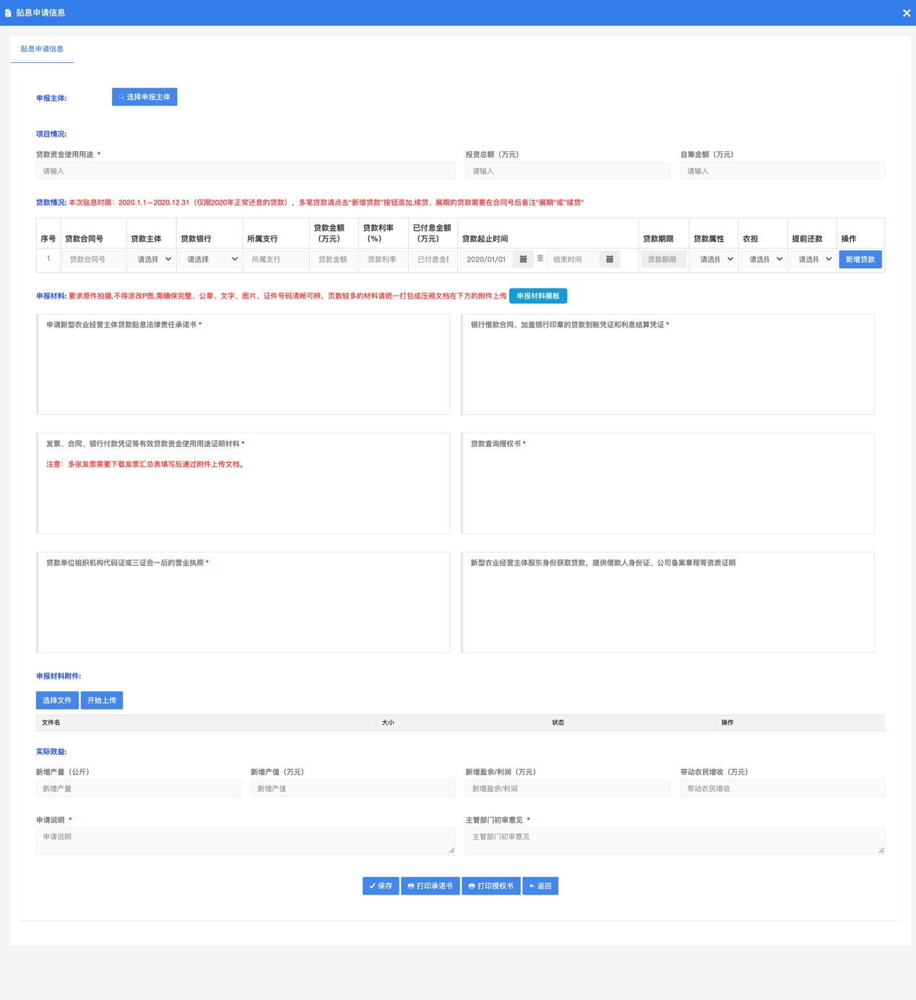 贴息申请信息
贴息申请信息
申报主体:
选择申报主体
项目情况:
贷款资金使用用途 *
投资总额（万元）
自筹金额（万元）
请输入
请输入
请输入
贷款情况: 本次贴息时限：2020.1.1—2020.12.31（仅限2020年正常还息的贷款），多笔贷款请点击“新增贷款”按钮添加,续贷、展期的贷款需要在合同号后备注“展期“或”续贷“
序号 贷款合同号 贷款主体 贷款银行 所属支行 贷款金额（万元） 贷款利率（%） 已付息金额（万元） 贷款起止时间 贷款期限 贷款属性 农担 提前还款 操作
1 贷款合同号 请选择 请选择 所属支行 贷款金额 贷款利率 已付息金额 2020/01/01 至 结束时间 贷款期限 请选择 请选择 请选择 新增贷款
申报材料: 要求原件拍摄,不得涂改P图,需确保完整、公章、文字、图片、证件号码清晰可辨，页数较多的材料请统一打包成压缩文档在下方的附件上传 申报材料模板
申请新型农业经营主体贷款贴息法律责任承诺书 *
银行借款合同、加盖银行印章的贷款到账凭证和利息结算凭证 *
发票、合同、银行付款凭证等有效贷款资金使用用途证明材料 *
注意：多张发票需要下载发票汇总表填写后通过附件上传文档。
贷款查询授权书 *
贷款单位组织机构代码证或三证合一后的营业执照 *
新型农业经营主体股东身份获取贷款，提供借款人身份证、公司备案章程等资质证明
申报材料附件:
选择文件 开始上传
文件名 大小 状态 操作
实际效益:
新增产量（公斤） 新增产值（万元） 新增盈余/利润（万元） 带动农民增收（万元）
新增产量 新增产值 新增盈余/利润 带动农民增收
申请说明 * 主管部门初审意见 *
申请说明 主管部门初审意见
保存 打印承诺书 打印授权书 返回